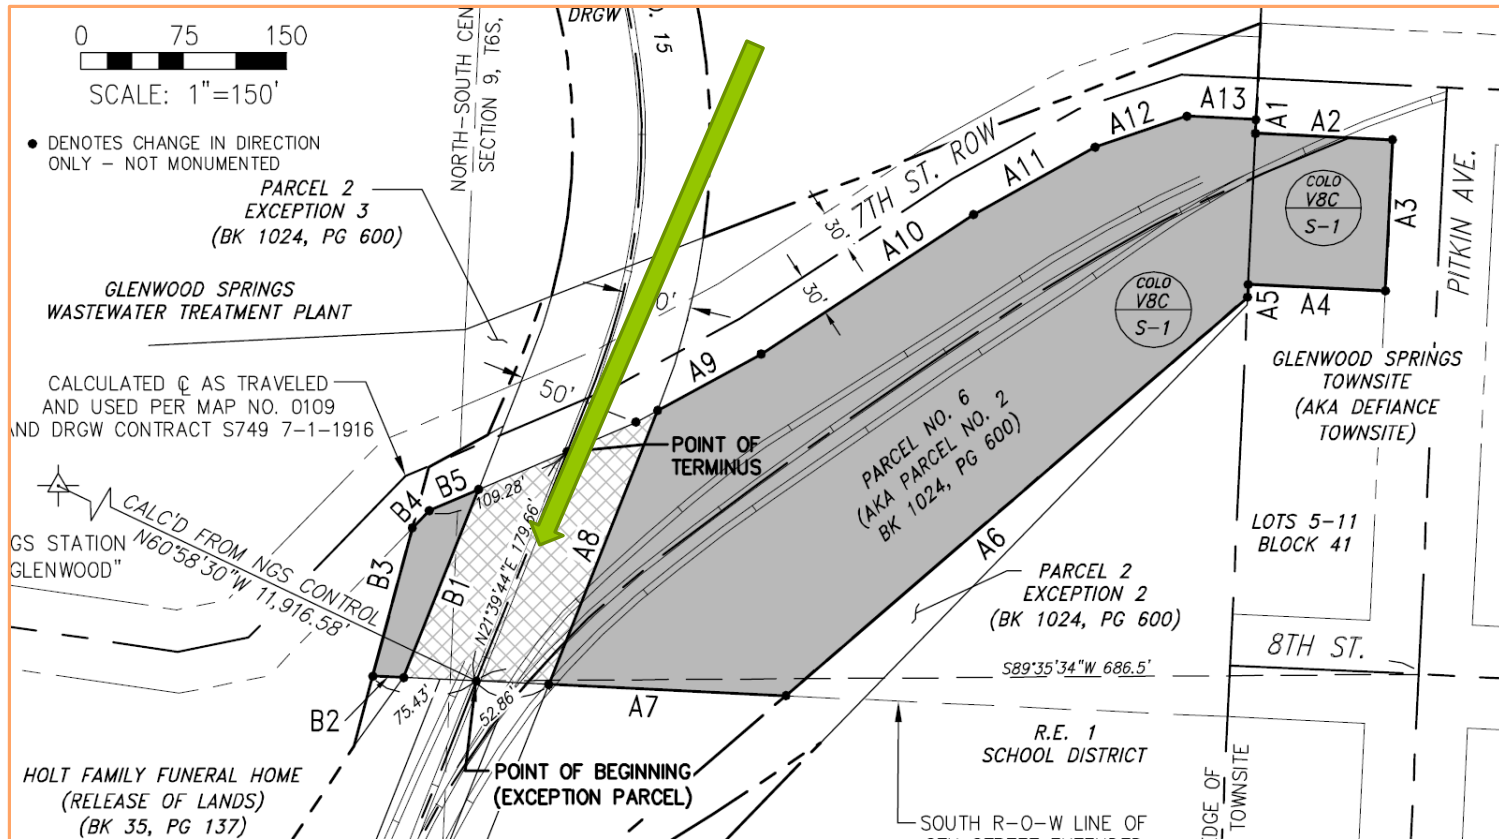 DRGW
15
0 75 150
SCALE: 1"=150'
● DENOTES CHANGE IN DIRECTION
ONLY – NOT MONUMENTED
NORTH-SOUTH CEN
SECTION 9, T6S,
PARCEL 2
EXCEPTION 3
(BK 1024, PG 600)
GLENWOOD SPRINGS
WASTEWATER TREATMENT PLANT
CALCULATED ℄ AS TRAVELED
AND USED PER MAP NO. 0109
ND DRGW CONTRACT S749 7-1-1916
7TH ST. ROW
30'
30'
50'
0'
A13
A12
A11
A10
A9
A1
A2
A3
A4
A5
A6
A7
A8
COLO
V8C
S-1
COLO
V8C
S-1
PITKIN AVE.
GLENWOOD SPRINGS
TOWNSITE
(AKA DEFIANCE
TOWNSITE)
PARCEL NO. 6
(AKA PARCEL NO. 2
BK 1024, PG 600)
POINT OF
TERMINUS
B5
B4
B3
B1
B2
109.28'
N21°39'44"E 179.66'
CALC'D FROM NGS CONTROL
N60°58'30"W 11,916.58'
GS STATION
GLENWOOD"
75.43'
52.86'
LOTS 5-11
BLOCK 41
PARCEL 2
EXCEPTION 2
(BK 1024, PG 600)
8TH ST.
S89°35'34"W 686.5'
R.E. 1
SCHOOL DISTRICT
POINT OF BEGINNING
(EXCEPTION PARCEL)
HOLT FAMILY FUNERAL HOME
(RELEASE OF LANDS)
(BK 35, PG 137)
SOUTH R-O-W LINE OF
EDGE OF
TOWNSITE